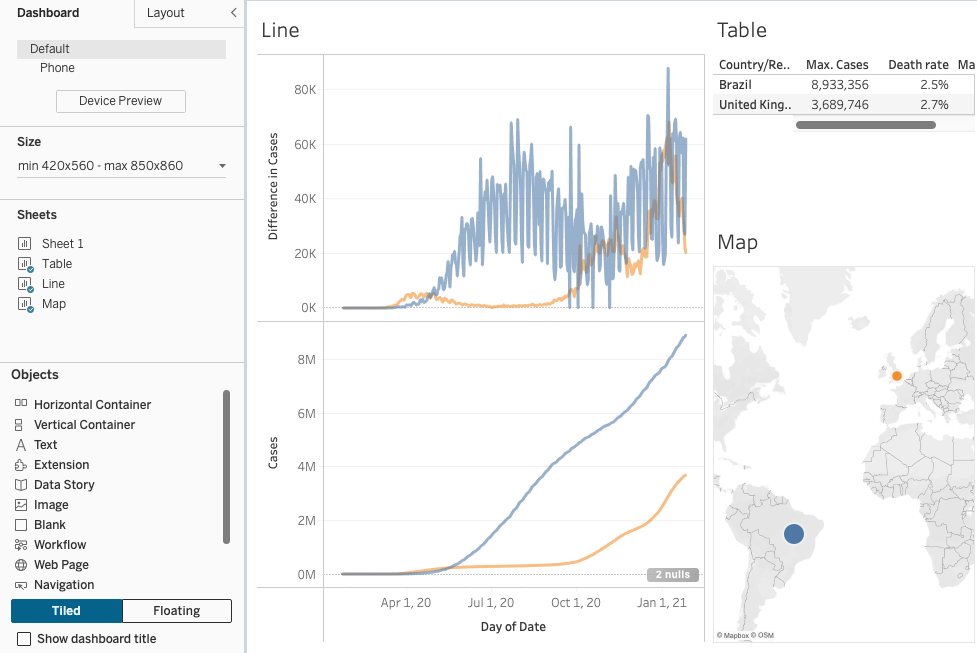 Dashboard
Layout
Default
Phone
Device Preview
Size
min 420x560 - max 850x860
Sheets
Sheet 1
Table
Line
Map
Objects
Horizontal Container
Vertical Container
Text
Extension
Data Story
Image
Blank
Workflow
Web Page
Navigation
Tiled Floating
Show dashboard title
Line
Difference in Cases
80K
60K
40K
20K
0K
Cases
8M
6M
4M
2M
0M
2 nulls
Apr 1, 20 Jul 1, 20 Oct 1, 20 Jan 1, 21
Day of Date
Table
Country/Re.. Max. Cases Death rate Ma
Brazil 8,933,356 2.5%
United King.. 3,689,746 2.7%
Map
© Mapbox © OSM